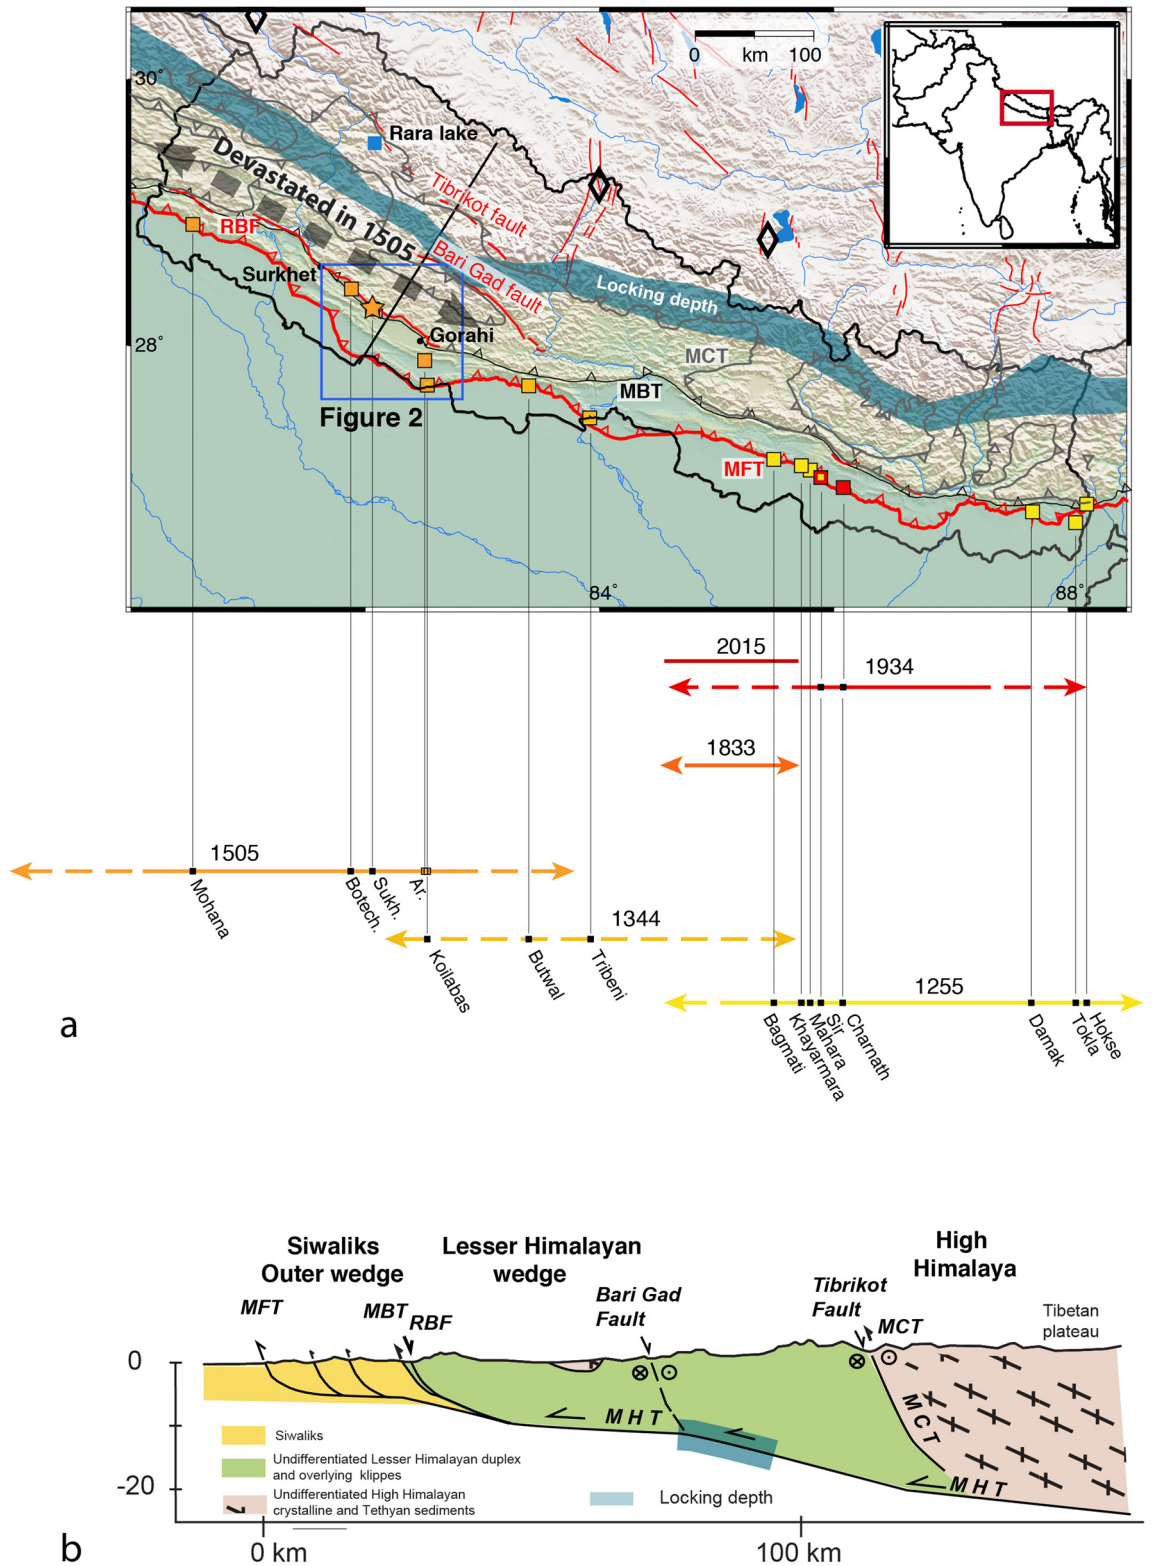 0 km 100
30°
Rara lake
Devastated in 1505
Tibrikot fault
RBF
Bari Gad fault
Surkhet
Locking depth
28°
Gorahi
MCT
MBT
Figure 2
MFT
84°
88°
2015
1934
1833
1505
Mohana
Botech.
Sukh.
Ar.
1344
Koilabas
Butwal
Tribeni
1255
Bagmati
Khayarmara
Mahara
Sir
Charnath
Damak
Tokla
Hokse
a
Siwaliks
Outer wedge
Lesser Himalayan
wedge
High
Himalaya
MFT
MBT
RBF
Bari Gad
Fault
Tibrikot
Fault
MCT
Tibetan
plateau
0
MHT
MCT
MHT
-20
Siwaliks
Undifferentiated Lesser Himalayan duplex
and overlying klippes
Undifferentiated High Himalayan
crystalline and Tethyan sediments
Locking depth
0 km
100 km
b